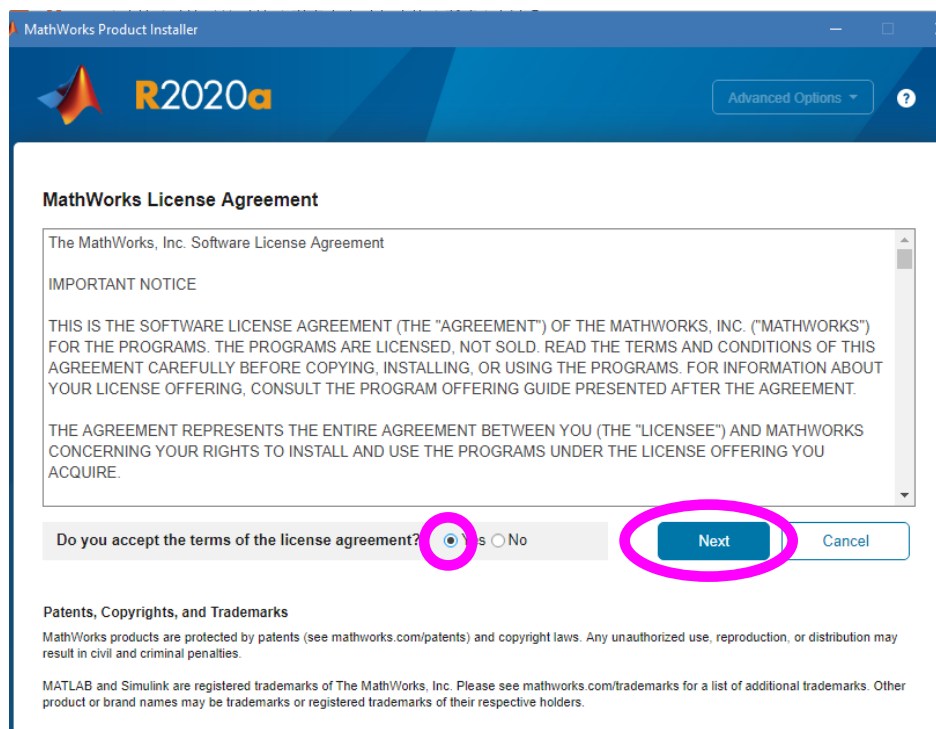 MathWorks Product Installer
R2020a
Advanced Options
?
MathWorks License Agreement
The MathWorks, Inc. Software License Agreement
IMPORTANT NOTICE
THIS IS THE SOFTWARE LICENSE AGREEMENT (THE "AGREEMENT") OF THE MATHWORKS, INC. ("MATHWORKS")
FOR THE PROGRAMS. THE PROGRAMS ARE LICENSED, NOT SOLD. READ THE TERMS AND CONDITIONS OF THIS
AGREEMENT CAREFULLY BEFORE COPYING, INSTALLING, OR USING THE PROGRAMS. FOR INFORMATION ABOUT
YOUR LICENSE OFFERING, CONSULT THE PROGRAM OFFERING GUIDE PRESENTED AFTER THE AGREEMENT.
THE AGREEMENT REPRESENTS THE ENTIRE AGREEMENT BETWEEN YOU (THE "LICENSEE") AND MATHWORKS
CONCERNING YOUR RIGHTS TO INSTALL AND USE THE PROGRAMS UNDER THE LICENSE OFFERING YOU
ACQUIRE.
Do you accept the terms of the license agreement? Yes No
Next
Cancel
Patents, Copyrights, and Trademarks
MathWorks products are protected by patents (see mathworks.com/patents) and copyright laws. Any unauthorized use, reproduction, or distribution may
result in civil and criminal penalties.
MATLAB and Simulink are registered trademarks of The MathWorks, Inc. Please see mathworks.com/trademarks for a list of additional trademarks. Other
product or brand names may be trademarks or registered trademarks of their respective holders.